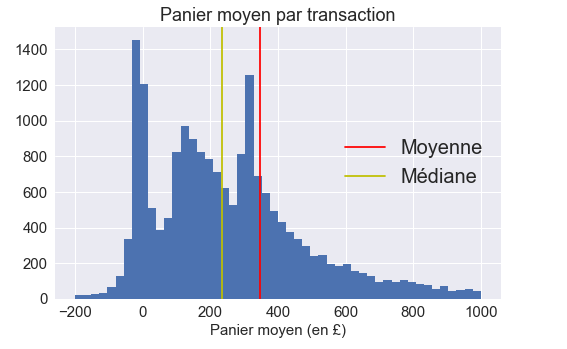 Panier moyen par transaction
1400
1200
1000
800
600
400
200
0
Moyenne
Médiane
−200 0 200 400 600 800 1000
Panier moyen (en £)